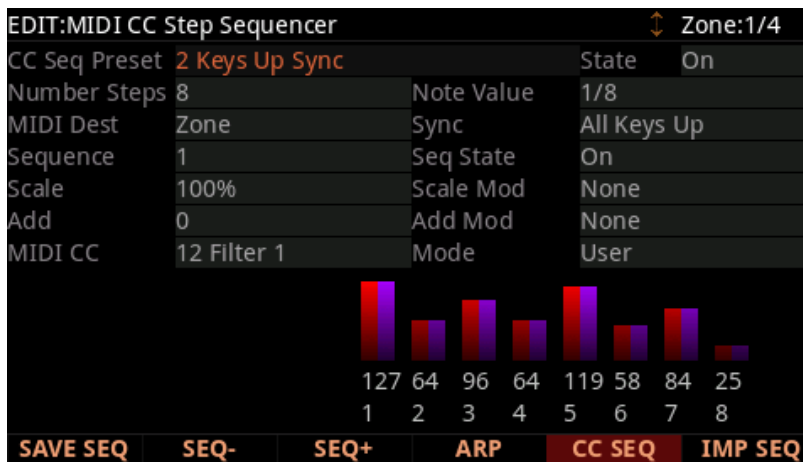 EDIT:MIDI CC Step Sequencer Zone:1/4
CC Seq Preset 2 Keys Up Sync State On
Number Steps 8 Note Value 1/8
MIDI Dest Zone Sync All Keys Up
Sequence 1 Seq State On
Scale 100% Scale Mod None
Add 0 Add Mod None
MIDI CC 12 Filter 1 Mode User
127 64 96 64 119 58 84 25
1 2 3 4 5 6 7 8
SAVE SEQ SEQ- SEQ+ ARP CC SEQ IMP SEQ